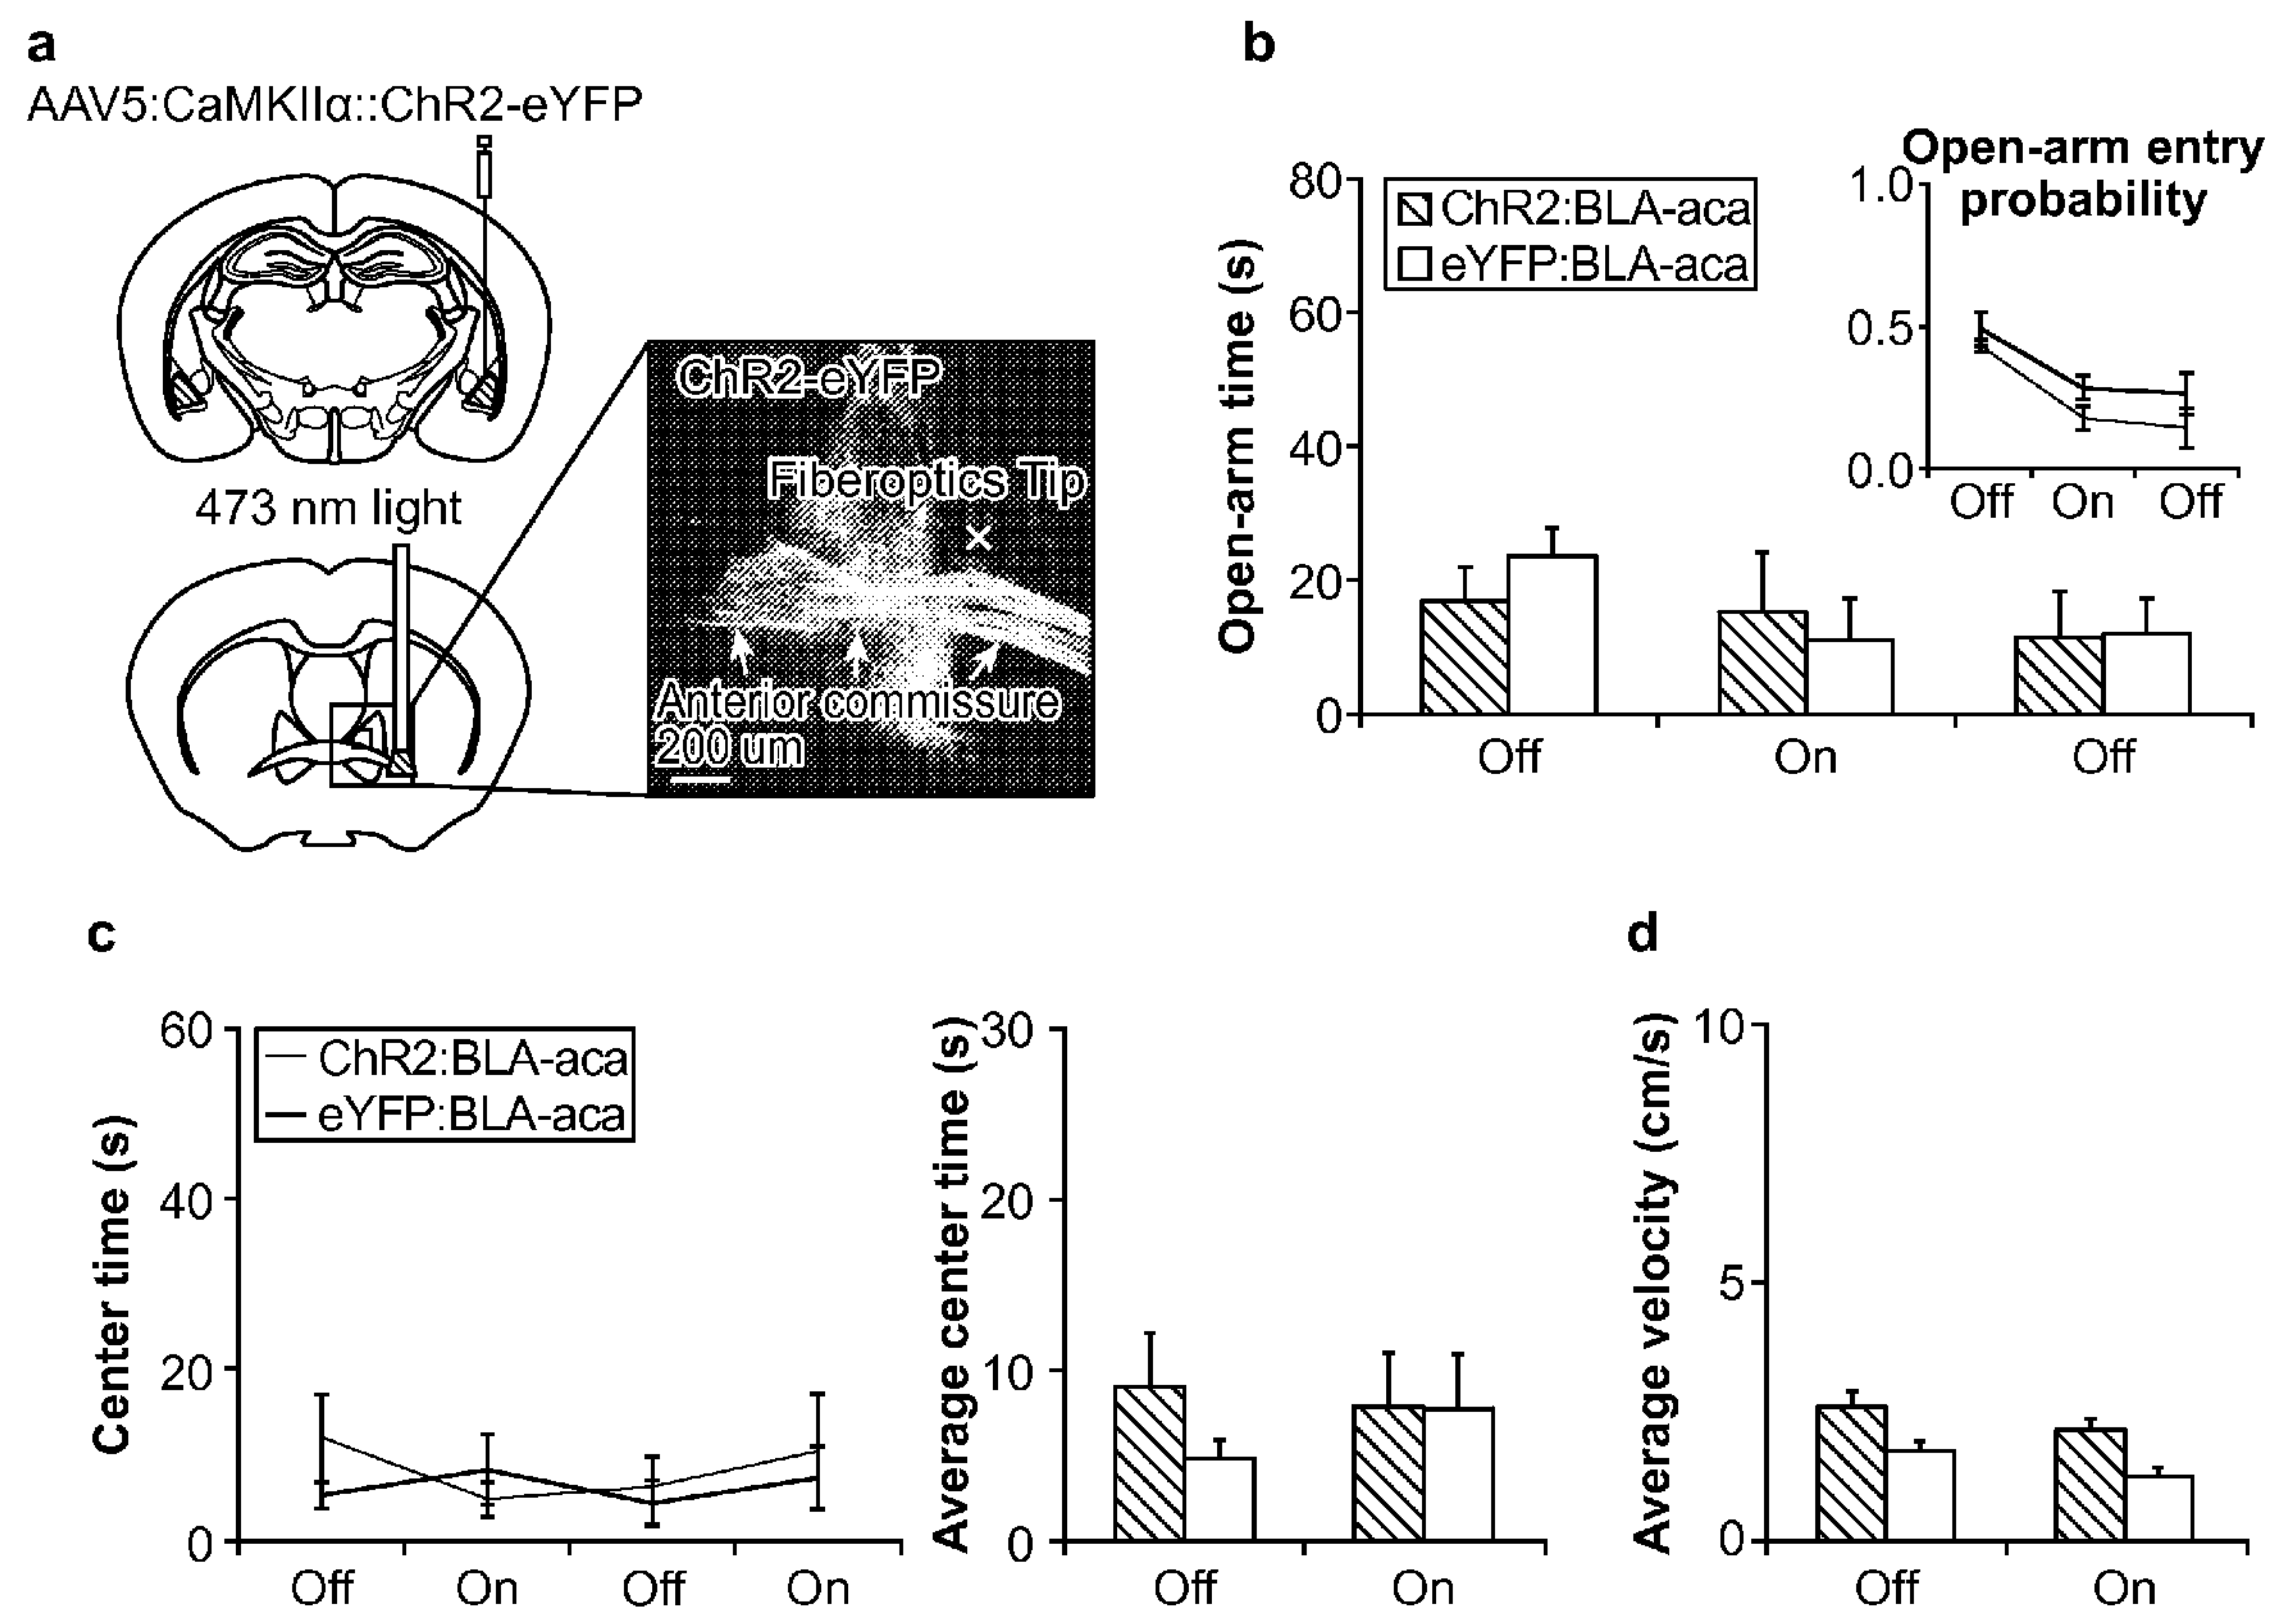 a
AAV5:CaMKIIα::ChR2-eYFP
473 nm light
ChR2-eYFP
Fiberoptics Tip
×
Anterior commissure
200 um
b
Open-arm time (s)
80
60
40
20
0
ChR2:BLA-aca
eYFP:BLA-aca
Off
On
Off
Open-arm entry
probability
1.0
0.5
0.0
Off
On
Off
c
Center time (s)
60
40
20
0
ChR2:BLA-aca
eYFP:BLA-aca
Off
On
Off
On
Average center time (s)
30
20
10
0
Off
On
d
Average velocity (cm/s)
10
5
0
Off
On